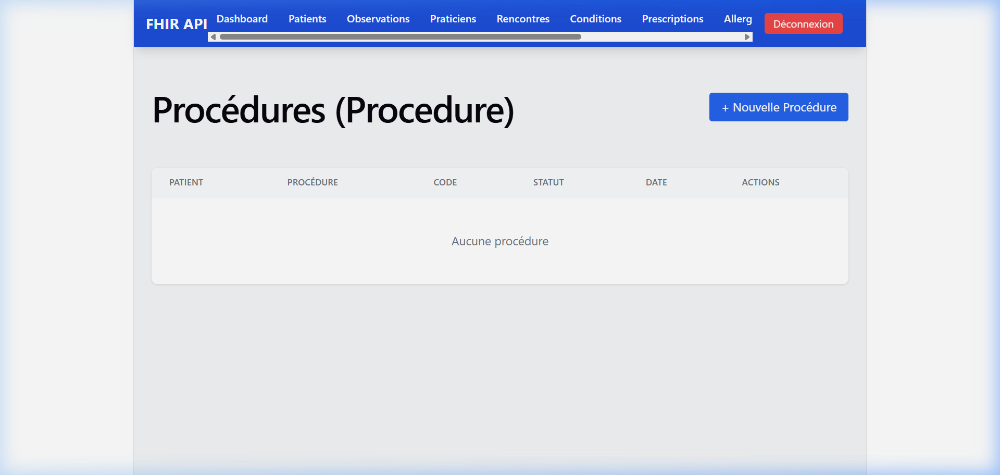 FHIR API
Dashboard Patients Observations Praticiens Rencontres Conditions Prescriptions Allerg
Déconnexion
Procédures (Procedure)
+ Nouvelle Procédure
PATIENT PROCÉDURE CODE STATUT DATE ACTIONS
Aucune procédure